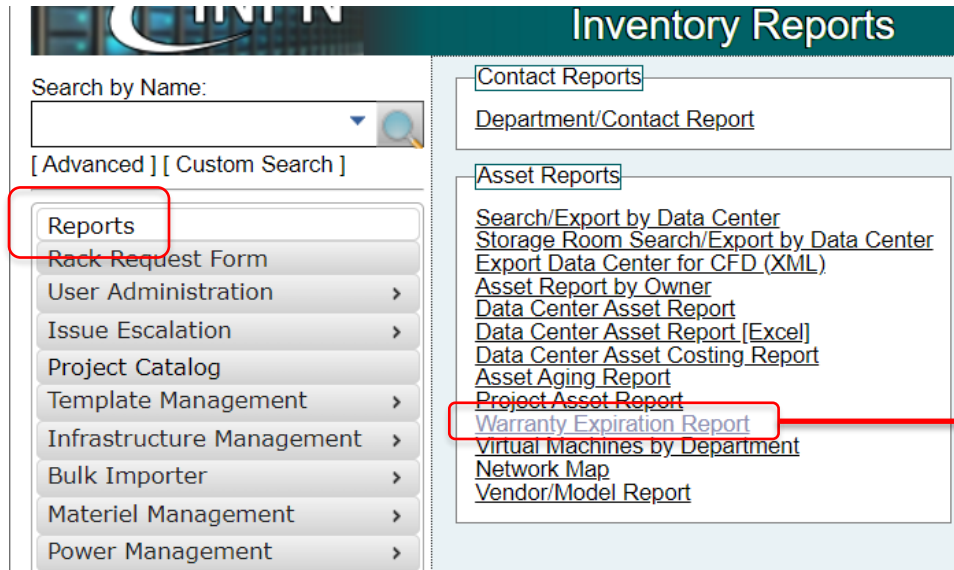 INFN
Inventory Reports
Search by Name:
[ Advanced ] [ Custom Search ]
Reports
Rack Request Form
User Administration
Issue Escalation
Project Catalog
Template Management
Infrastructure Management
Bulk Importer
Materiel Management
Power Management
Contact Reports
Department/Contact Report
Asset Reports
Search/Export by Data Center
Storage Room Search/Export by Data Center
Export Data Center for CFD (XML)
Asset Report by Owner
Data Center Asset Report
Data Center Asset Report [Excel]
Data Center Asset Costing Report
Asset Aging Report
Project Asset Report
Warranty Expiration Report
Virtual Machines by Department
Network Map
Vendor/Model Report